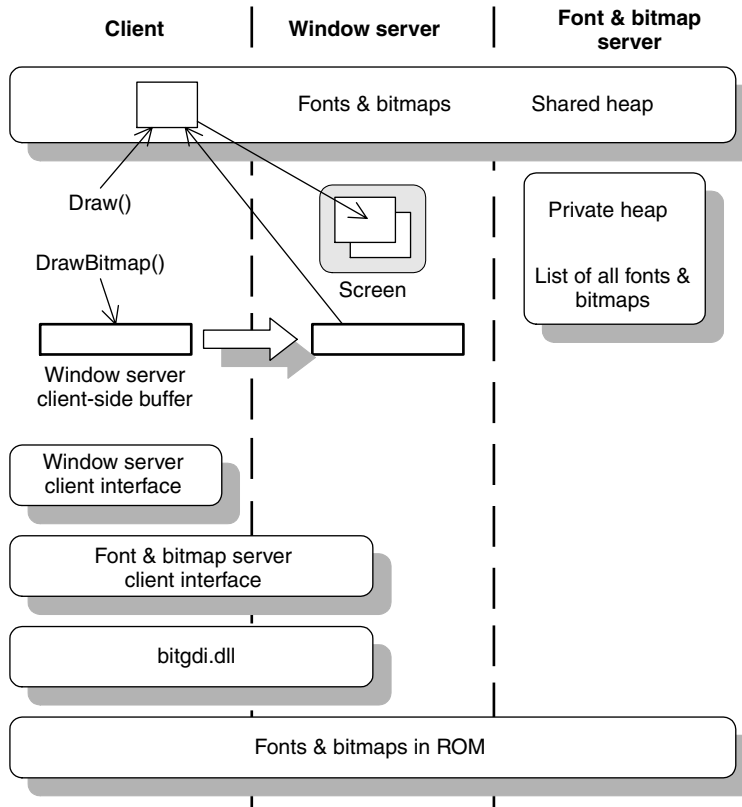 Client
Window server
Font & bitmap
server
Fonts & bitmaps
Shared heap
Draw()
Private heap
DrawBitmap()
List of all fonts &
bitmaps
Screen
Window server
client-side buffer
Window server
client interface
Font & bitmap server
client interface
bitgdi.dll
Fonts & bitmaps in ROM